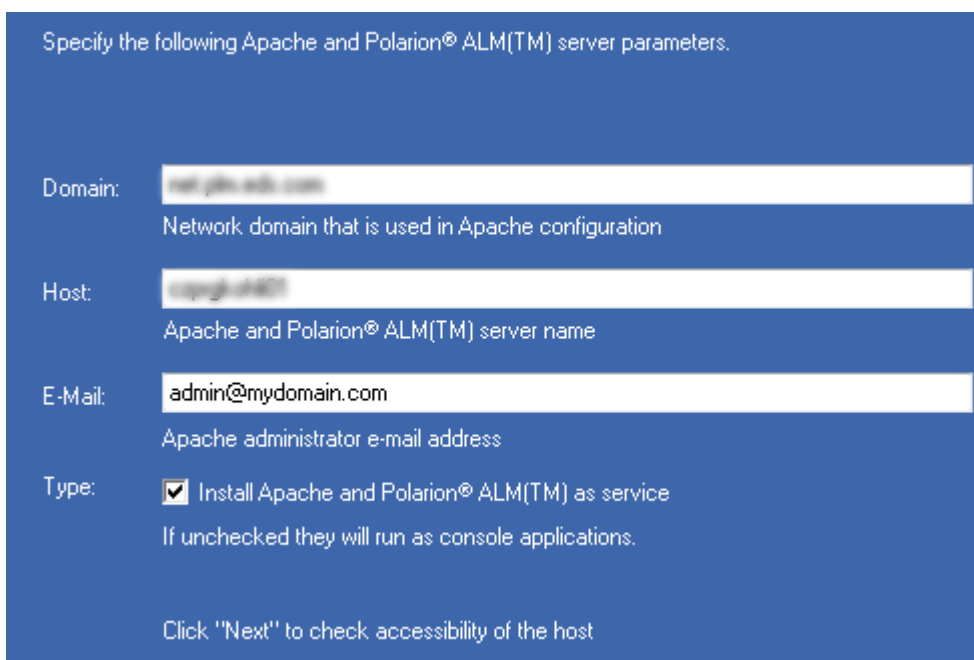 Specify the following Apache and Polarion® ALM(TM) server parameters.
Domain:
Network domain that is used in Apache configuration
Host:
Apache and Polarion® ALM(TM) server name
E-Mail: admin@mydomain.com
Apache administrator e-mail address
Type: Install Apache and Polarion® ALM(TM) as service
If unchecked they will run as console applications.
Click "Next" to check accessibility of the host